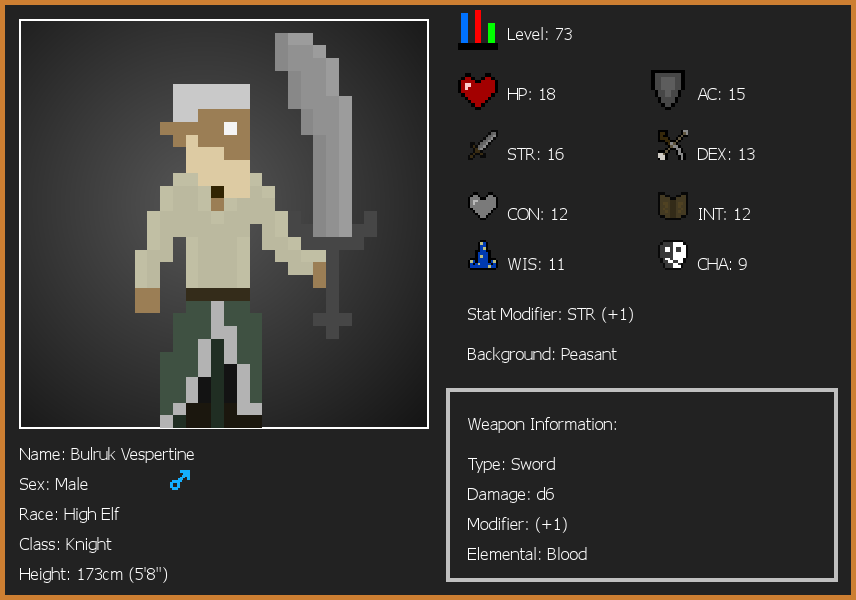 Level: 73
HP: 18
AC: 15
STR: 16
DEX: 13
CON: 12
INT: 12
WIS: 11
CHA: 9
Stat Modifier: STR (+1)
Background: Peasant
Weapon Information:
Type: Sword
Damage: d6
Modifier: (+1)
Elemental: Blood
Name: Bulruk Vespertine
Sex: Male
Race: High Elf
Class: Knight
Height: 173cm (5'8")